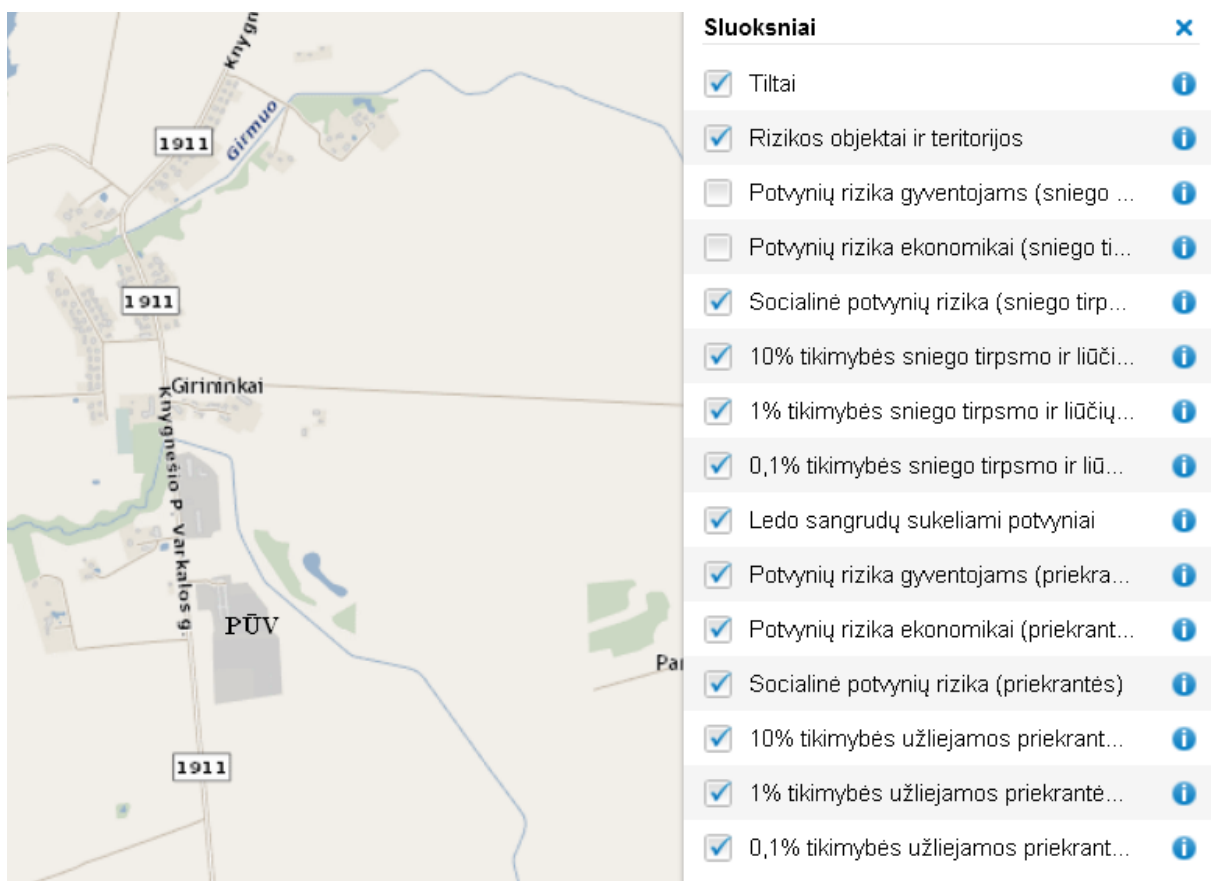 Knygn
1911
Girmuo
1911
Girininkai
Knygnešio P. Varkalos g.
PŪV
Par
1911
Sluoksniai
Tiltai
Rizikos objektai ir teritorijos
Potvynių rizika gyventojams (sniego ...
Potvynių rizika ekonomikai (sniego ti...
Socialinė potvynių rizika (sniego tirp...
10% tikimybės sniego tirpsmo ir liūči...
1% tikimybės sniego tirpsmo ir liūčių...
0,1% tikimybės sniego tirpsmo ir liū...
Ledo sangrudų sukeliami potvyniai
Potvynių rizika gyventojams (priekra...
Potvynių rizika ekonomikai (priekrant...
Socialinė potvynių rizika (priekrantės)
10% tikimybės užliejamos priekrant...
1% tikimybės užliejamos priekrantė...
0,1% tikimybės užliejamos priekrant...